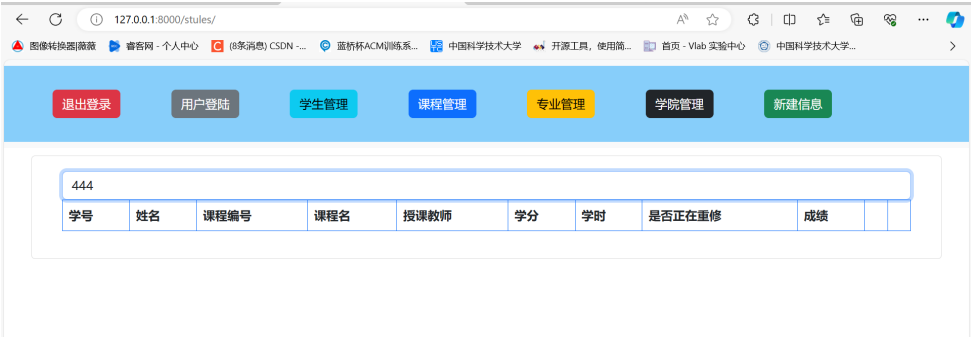 127.0.0.1:8000/stules/
图像转换器|薇薇 睿客网 - 个人中心 (8条消息) CSDN -... 蓝桥杯ACM训练系... 中国科学技术大学 开源工具，使用简... 首页 - Vlab 实验中心 中国科学技术大学...
退出登录 用户登陆 学生管理 课程管理 专业管理 学院管理 新建信息
444
学号 姓名 课程编号 课程名 授课教师 学分 学时 是否正在重修 成绩